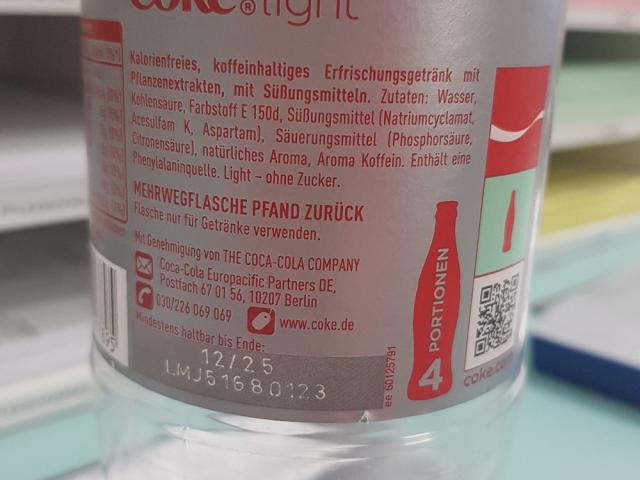 coke® light
Kalorienfreies, koffeinhaltiges Erfrischungsgetränk mit
Pflanzenextrakten, mit Süßungsmitteln. Zutaten: Wasser,
Kohlensäure, Farbstoff E 150d, Süßungsmittel (Natriumcyclamat,
Acesulfam K, Aspartam), Säuerungsmittel (Phosphorsäure,
Citronensäure), natürliches Aroma, Aroma Koffein. Enthält eine
Phenylalaninquelle. Light – ohne Zucker.
MEHRWEGFLASCHE PFAND ZURÜCK
Flasche nur für Getränke verwenden.
Mit Genehmigung von THE COCA-COLA COMPANY
Coca-Cola Europacific Partners DE,
Postfach 67 01 56, 10207 Berlin
030/226 069 069
www.coke.de
Mindestens haltbar bis Ende:
12/25
LMJ51680123
ee 60125791
4 PORTIONEN
coke.com